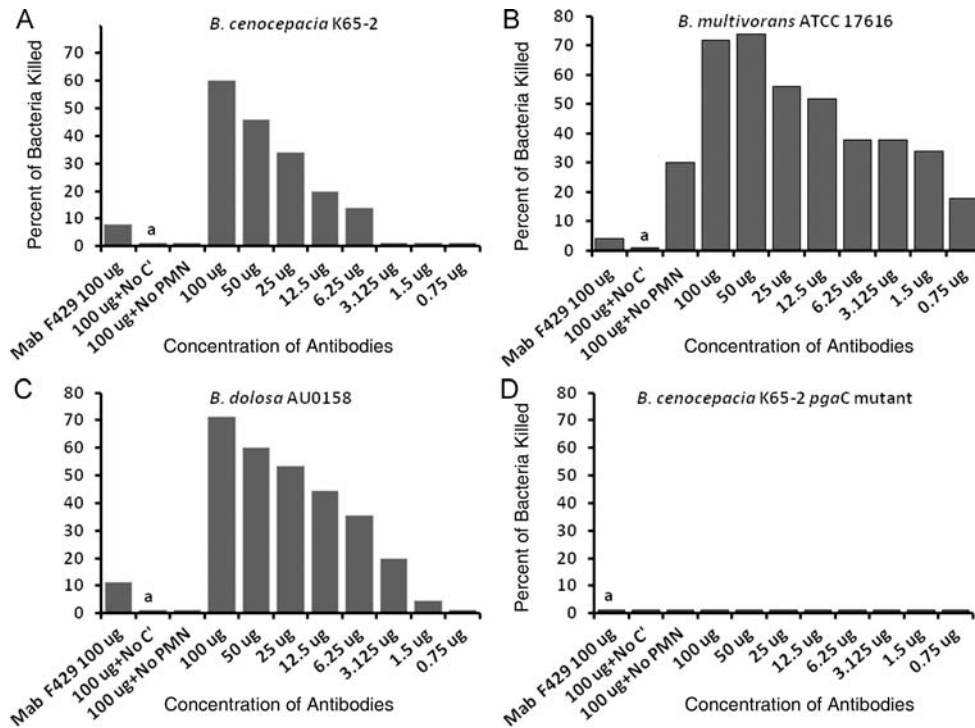 A
B. cenocepacia K65-2
Percent of Bacteria Killed
60
50
40
30
20
10
0
a
Mab F429 100 ug
100 ug+No C'
100 ug+No PMN
100 ug
50 ug
25 ug
12.5 ug
6.25 ug
3.125 ug
1.5 ug
0.75 ug
Concentration of Antibodies
B
B. multivorans ATCC 17616
Percent of Bacteria Killed
80
70
60
50
40
30
20
10
0
a
Mab F429 100 ug
100 ug+No C'
100 ug+No PMN
100 ug
50 ug
25 ug
12.5 ug
6.25 ug
3.125 ug
1.5 ug
0.75 ug
Concentration of Antibodies
C
B. dolosa AU0158
Percent of Bacteria Killed
80
70
60
50
40
30
20
10
0
a
Mab F429 100 ug
100 ug+No C'
100 ug+No PMN
100 ug
50 ug
25 ug
12.5 ug
6.25 ug
3.125 ug
1.5 ug
0.75 ug
Concentration of Antibodies
D
B. cenocepacia K65-2 pgaC mutant
Percent of Bacteria Killed
80
70
60
50
40
30
20
10
0
a
Mab F429 100 ug
100 ug+No C'
100 ug+No PMN
100 ug
50 ug
25 ug
12.5 ug
6.25 ug
3.125 ug
1.5 ug
0.75 ug
Concentration of Antibodies